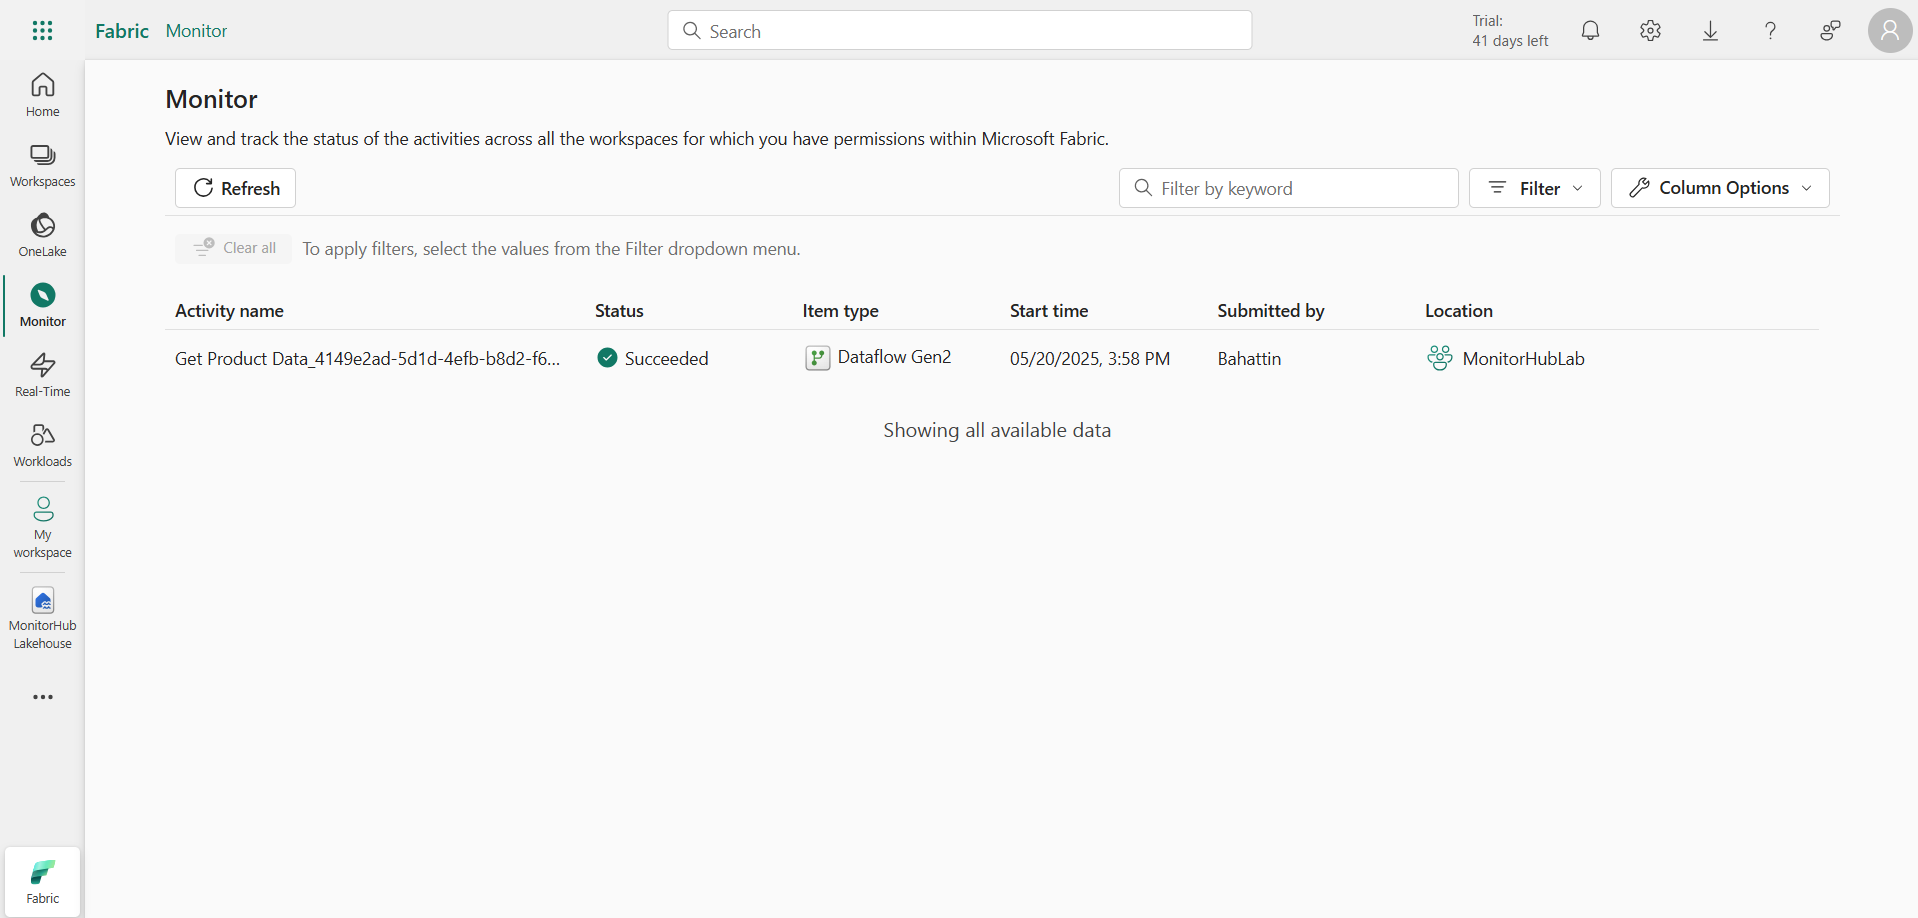 Fabric Monitor
Search
Trial:
41 days left
Home
Workspaces
OneLake
Monitor
Real-Time
Workloads
My
workspace
MonitorHub
Lakehouse
Fabric
Monitor
View and track the status of the activities across all the workspaces for which you have permissions within Microsoft Fabric.
Refresh
Filter by keyword
Filter
Column Options
Clear all
To apply filters, select the values from the Filter dropdown menu.
Activity name Status Item type Start time Submitted by Location
Get Product Data_4149e2ad-5d1d-4efb-b8d2-f6... Succeeded Dataflow Gen2 05/20/2025, 3:58 PM Bahattin MonitorHubLab
Showing all available data